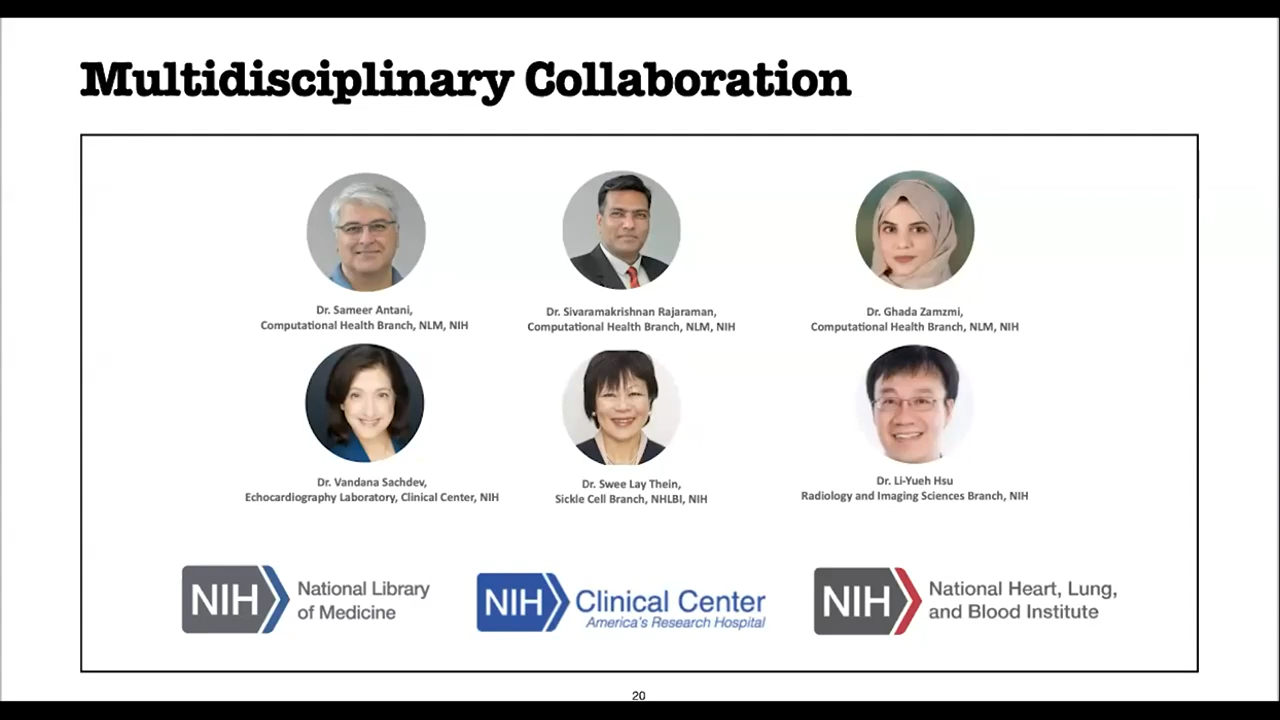 Multidisciplinary Collaboration
Dr. Sameer Antani,
Computational Health Branch, NLM, NIH
Dr. Sivaramakrishnan Rajaraman,
Computational Health Branch, NLM, NIH
Dr. Ghada Zamzmi,
Computational Health Branch, NLM, NIH
Dr. Vandana Sachdev,
Echocardiography Laboratory, Clinical Center, NIH
Dr. Swee Lay Thein,
Sickle Cell Branch, NHLBI, NIH
Dr. Li-Yueh Hsu
Radiology and Imaging Sciences Branch, NIH
NIH
National Library
of Medicine
NIH
Clinical Center
America's Research Hospital
NIH
National Heart, Lung,
and Blood Institute
20